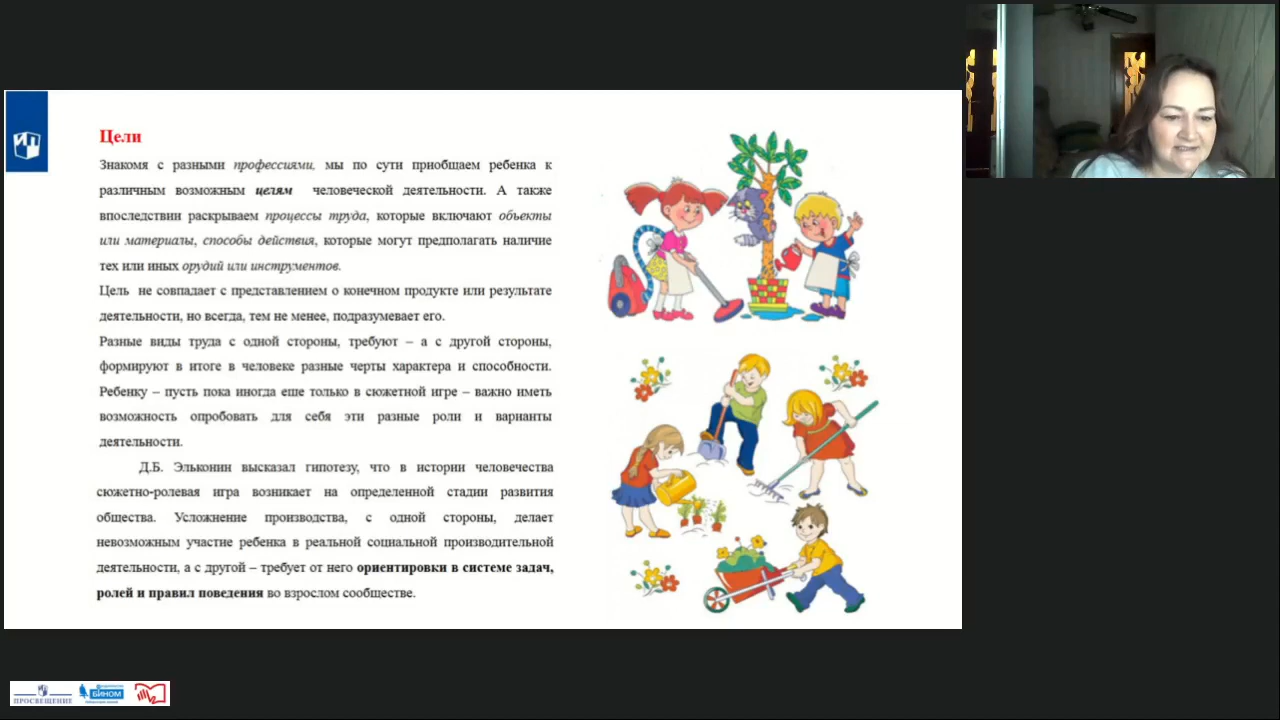 ИП
Цели
Знакомя с разными профессиями, мы по сути приобщаем ребенка к
различным возможным целям человеческой деятельности. А также
впоследствии раскрываем процессы труда, которые включают объекты
или материалы, способы действия, которые могут предполагать наличие
тех или иных орудий или инструментов.
Цель не совпадает с представлением о конечном продукте или результате
деятельности, но всегда, тем не менее, подразумевает его.
Разные виды труда с одной стороны, требуют – а с другой стороны,
формируют в итоге в человеке разные черты характера и способности.
Ребенку – пусть пока иногда еще только в сюжетной игре – важно иметь
возможность опробовать для себя эти разные роли и варианты
деятельности.
Д.Б. Эльконин высказал гипотезу, что в истории человечества
сюжетно-ролевая игра возникает на определенной стадии развития
общества. Усложнение производства, с одной стороны, делает
невозможным участие ребенка в реальной социальной производительной
деятельности, а с другой – требует от него ориентировки в системе задач,
ролей и правил поведения во взрослом сообществе.
ПРОСВЕЩЕНИЕ
БИНОМ